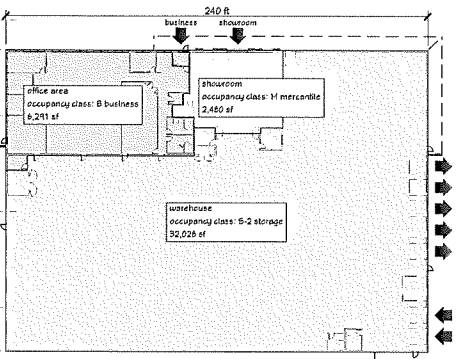 240 ft
business
showroom
office area
occupancy class: B business
6,291 sf
showroom
occupancy class: M mercantile
2,480 sf
warehouse
occupancy class: S-2 storage
32,028 sf